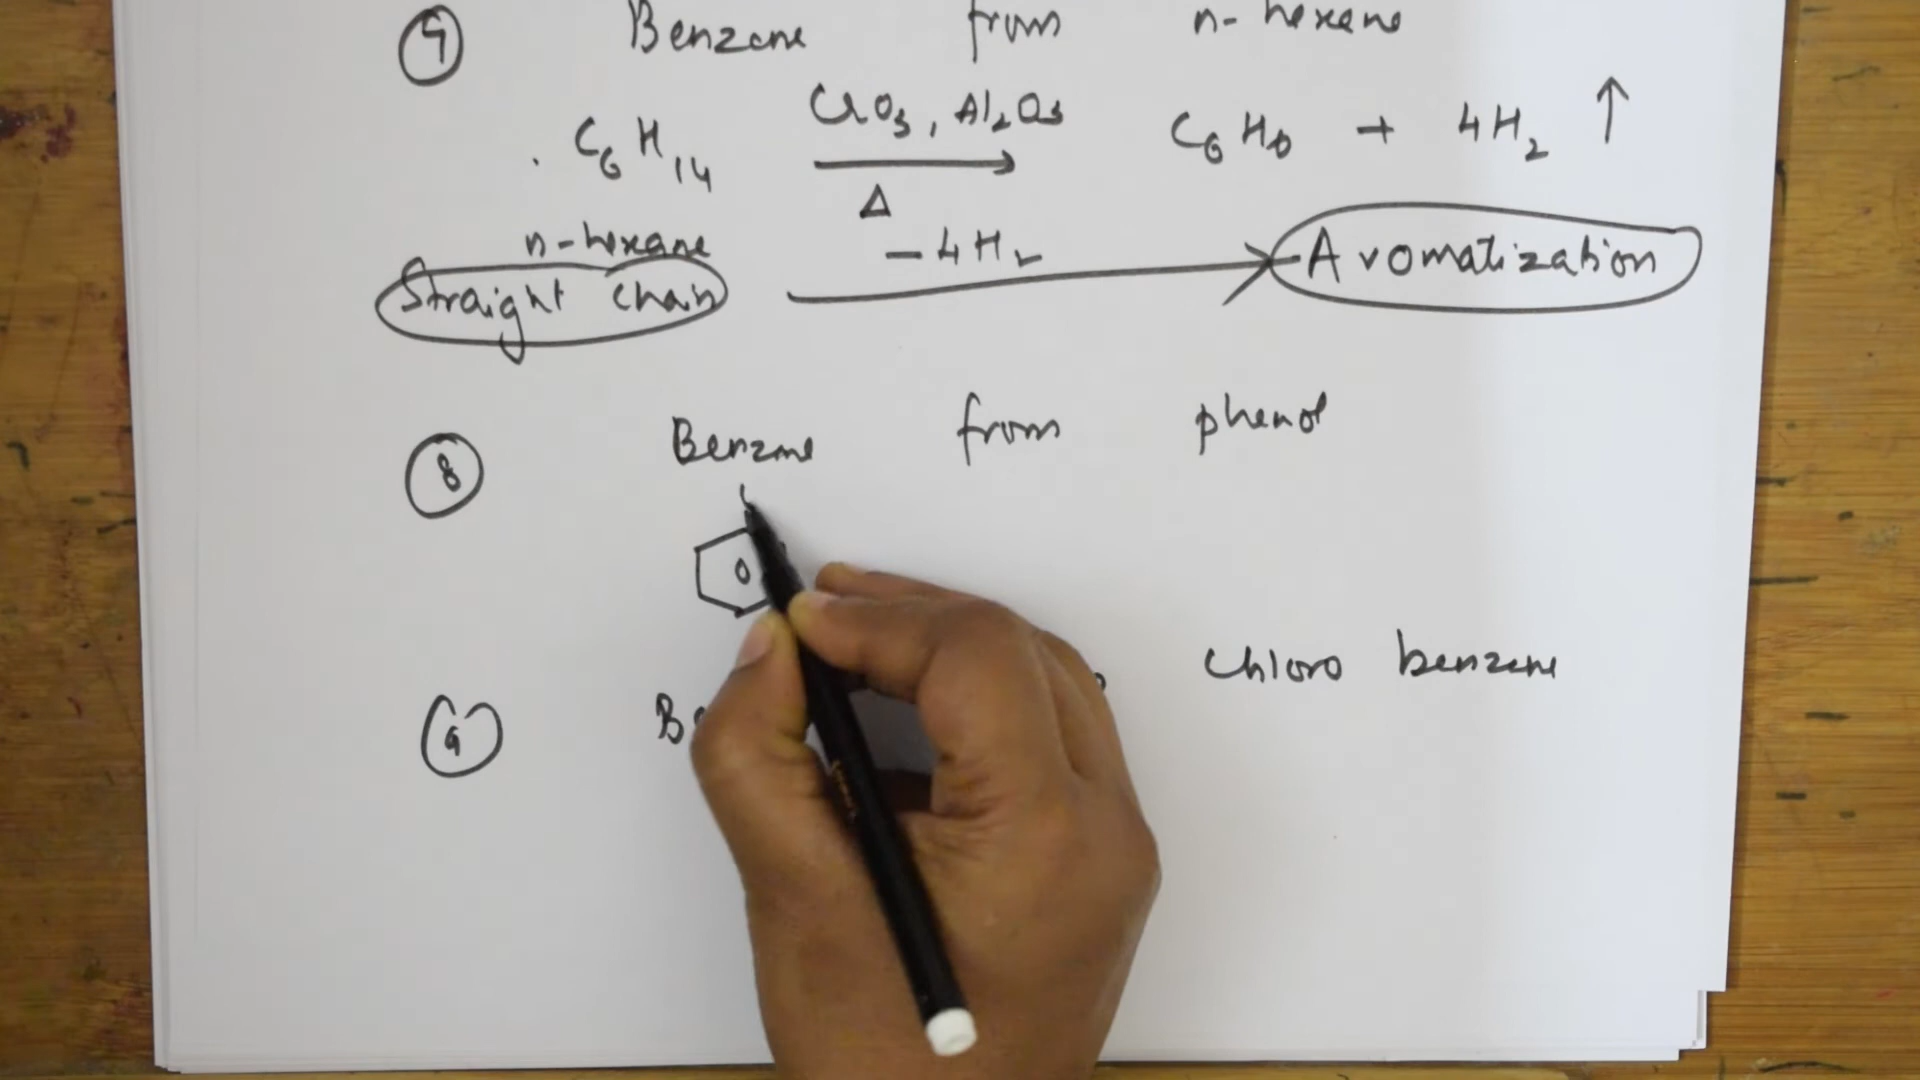 7 Benzene from n-hexane
CrO3, Al2O3
C6H14 → C6H6 + 4H2 ↑
Δ
n-hexane -4H2
Straight chain → Aromatization
8 Benzene from phenol
9 chloro benzene